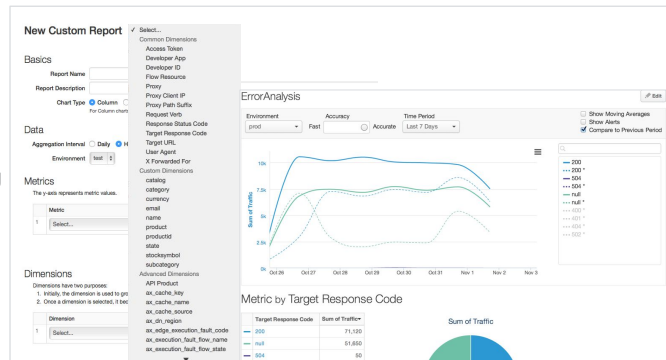 New Custom Report
Basics
Report Name
Report Description
Chart Type Column
For Column charts
Data
Aggregation Interval Daily H
Environment test
Metrics
The y-axis represents metric values.
Metric
1 Select...
Dimensions
Dimensions have two purposes:
1. Initially, the dimension is used to gro
2. Once a dimension is selected, it bec
Dimension
1 Select...
✓ Select...
Common Dimensions
Access Token
Developer App
Developer ID
Flow Resource
Proxy
Proxy Client IP
Proxy Path Suffix
Request Verb
Response Status Code
Target Response Code
Target URL
User Agent
X Forwarded For
Custom Dimensions
catalog
category
currency
email
name
product
productid
state
stocksymbol
subcategory
Advanced Dimensions
API Product
ax_cache_key
ax_cache_name
ax_cache_source
ax_dn_region
ax_edge_execution_fault_code
ax_execution_fault_flow_name
ax_execution_fault_flow_state
ErrorAnalysis
Edit
Environment Accuracy Time Period
prod Fast Accurate Last 7 Days
Show Moving Averages
Show Alerts
Compare to Previous Period
Sum of Traffic
10k
7.5k
5k
2.5k
0k
Oct 26 Oct 27 Oct 28 Oct 29 Oct 30 Oct 31 Nov 1 Nov 2 Nov 3
200
200 *
504
504 *
null
null *
400 *
401 *
404 *
502 *
Metric by Target Response Code
Target Response Code Sum of Traffic
200 71,120
null 51,650
504 50
Sum of Traffic